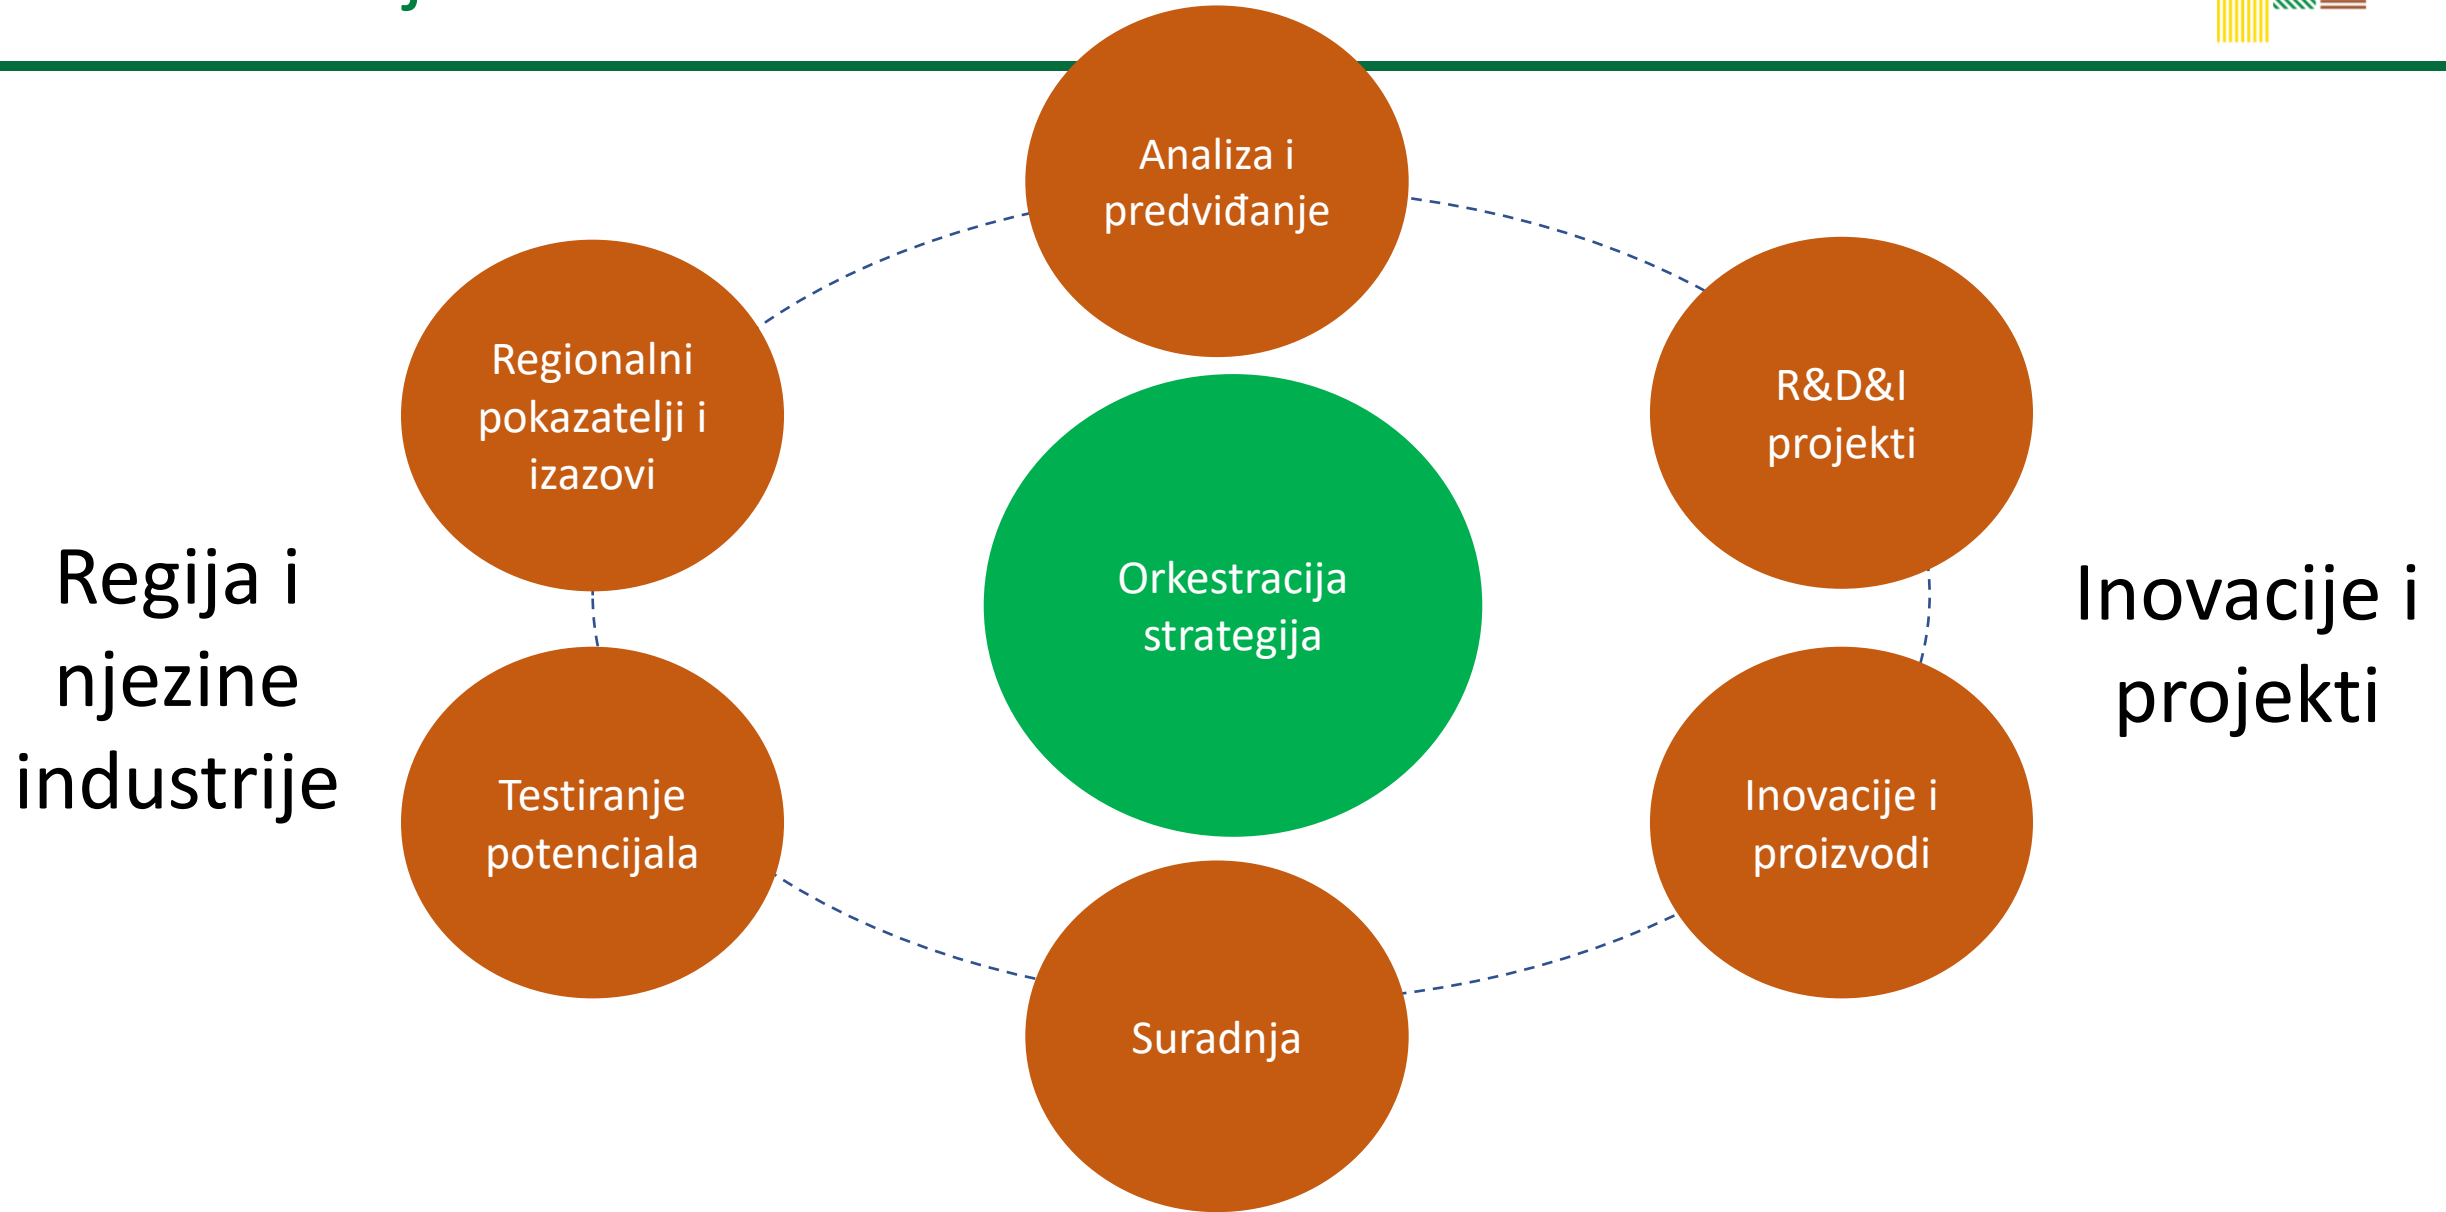 Analiza i
predviđanje
Regionalni
pokazatelji i
izazovi
R&D&I
projekti
Regija i
njezine
industrije
Orkestracija
strategija
Inovacije i
projekti
Testiranje
potencijala
Inovacije i
proizvodi
Suradnja